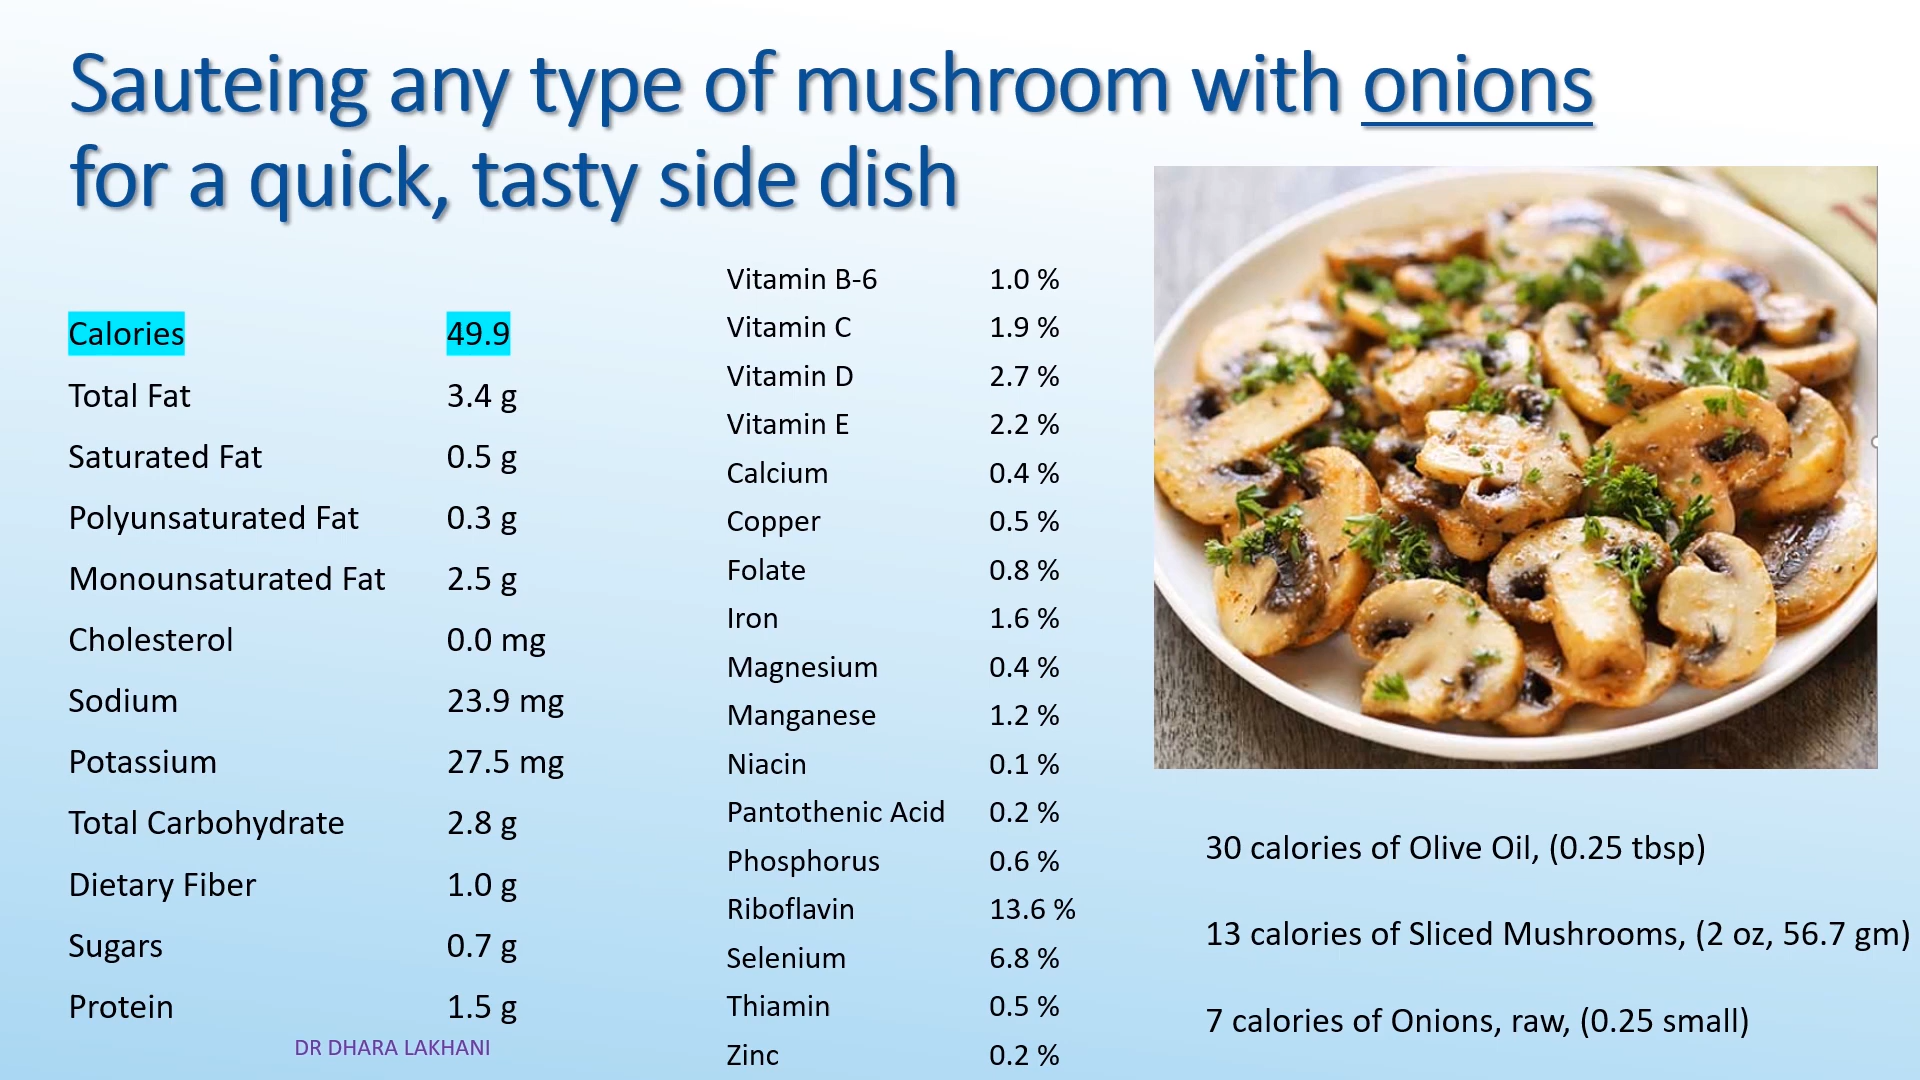 Sauteing any type of mushroom with onions
for a quick, tasty side dish
Calories 49.9
Total Fat 3.4 g
Saturated Fat 0.5 g
Polyunsaturated Fat 0.3 g
Monounsaturated Fat 2.5 g
Cholesterol 0.0 mg
Sodium 23.9 mg
Potassium 27.5 mg
Total Carbohydrate 2.8 g
Dietary Fiber 1.0 g
Sugars 0.7 g
Protein 1.5 g
DR DHARA LAKHANI
Vitamin B-6 1.0 %
Vitamin C 1.9 %
Vitamin D 2.7 %
Vitamin E 2.2 %
Calcium 0.4 %
Copper 0.5 %
Folate 0.8 %
Iron 1.6 %
Magnesium 0.4 %
Manganese 1.2 %
Niacin 0.1 %
Pantothenic Acid 0.2 %
Phosphorus 0.6 %
Riboflavin 13.6 %
Selenium 6.8 %
Thiamin 0.5 %
Zinc 0.2 %
30 calories of Olive Oil, (0.25 tbsp)
13 calories of Sliced Mushrooms, (2 oz, 56.7 gm)
7 calories of Onions, raw, (0.25 small)